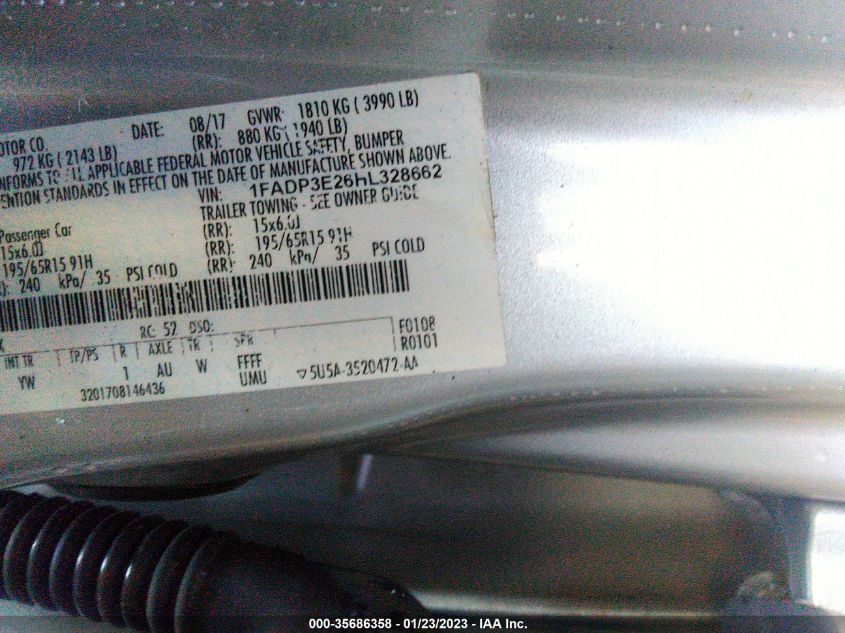 OTOR CO. DATE: 08/17 GVWR: 1810 KG ( 3990 LB)
972 KG ( 2143 LB) (RR): 880 KG ( 1940 LB)
NFORMS TO ALL APPLICABLE FEDERAL MOTOR VEHICLE SAFETY, BUMPER
ENTION STANDARDS IN EFFECT ON THE DATE OF MANUFACTURE SHOWN ABOVE.
VIN: 1FADP3E26hL328662
TRAILER TOWING - SEE OWNER GUIDE
Passenger Car
15x6.0J (RR): 15x6.0J
195/65R15 91H (RR): 195/65R15 91H
): 240 kPa/ 35 PSI COLD (RR): 240 kPa/ 35 PSI COLD
RC: 52 DSO: F0108
INT TR TP/PS R AXLE TR SPR R0101
YW 1 AU W FFFF
UMU ▽5U5A-3520472-AA
3201708146436
000-35686358 - 01/23/2023 - IAA Inc.